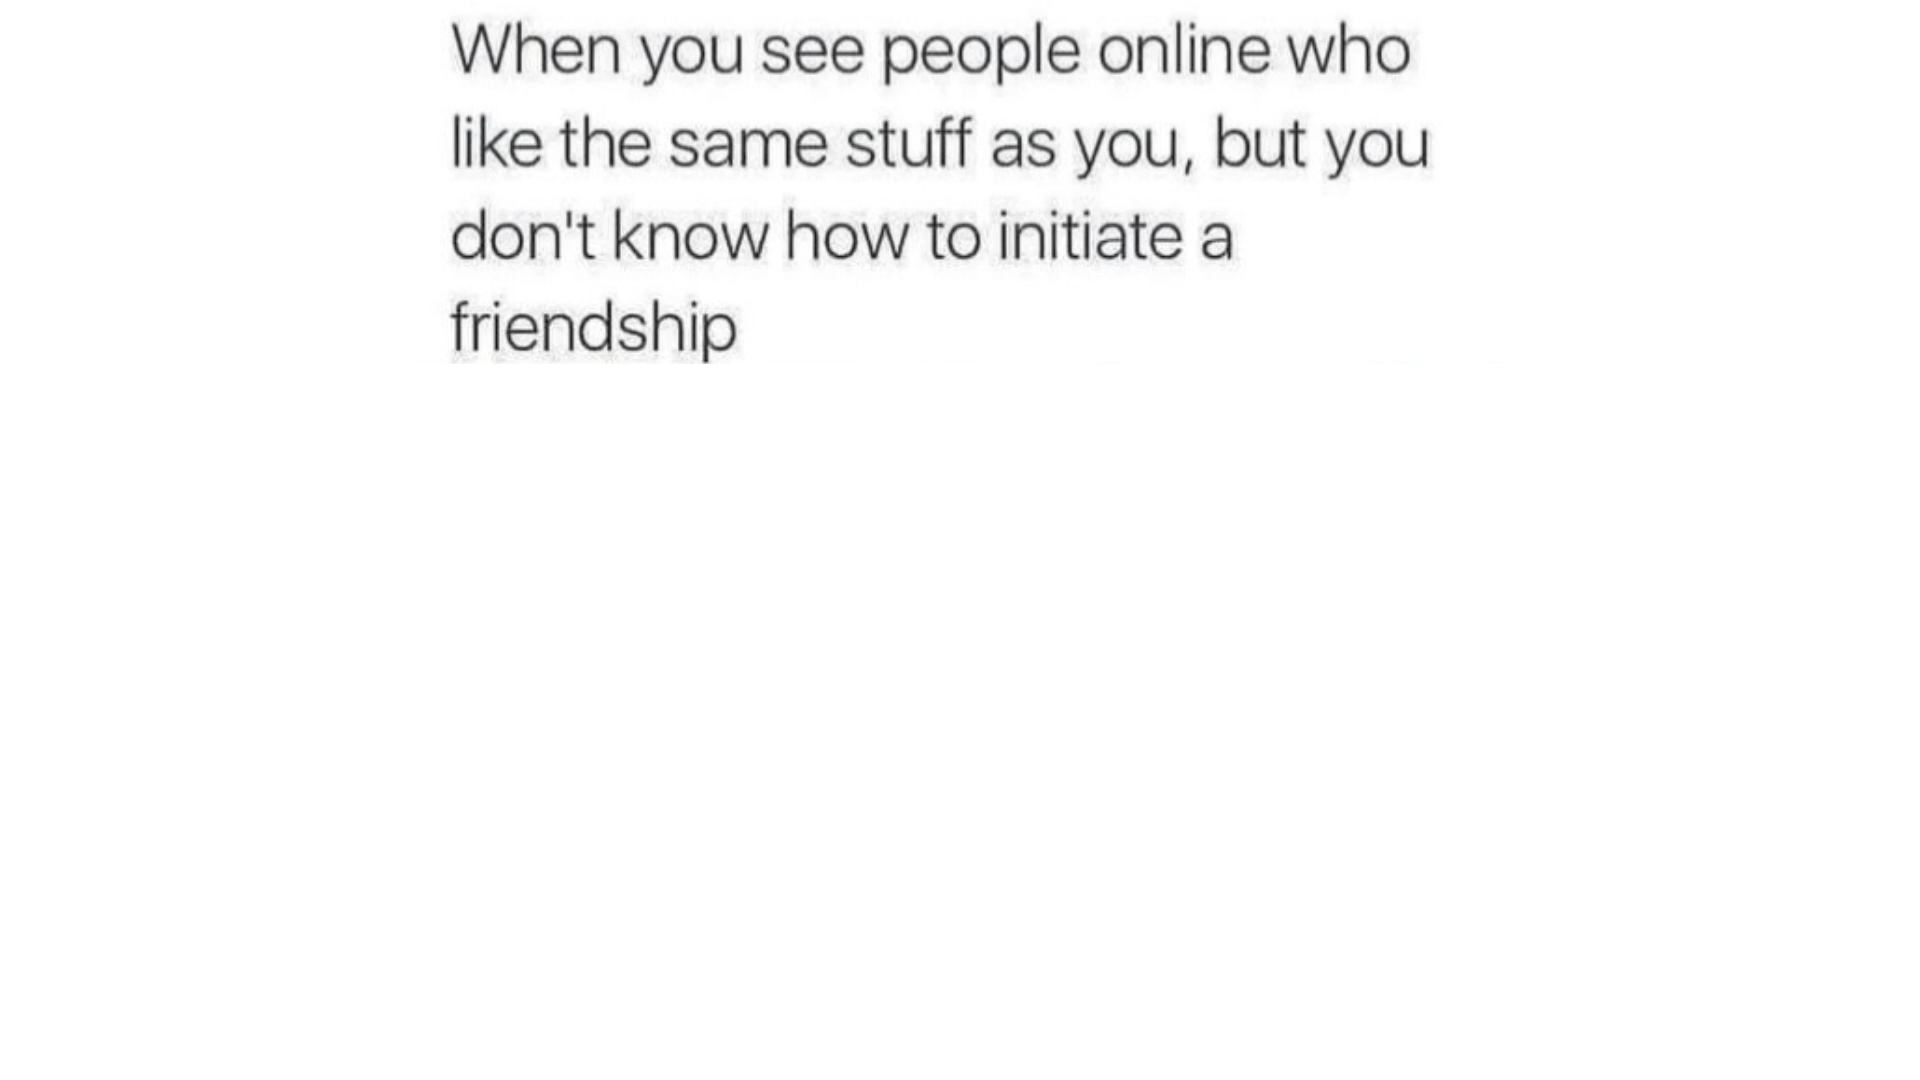 When you see people online who
like the same stuff as you, but you
don't know how to initiate a
friendship